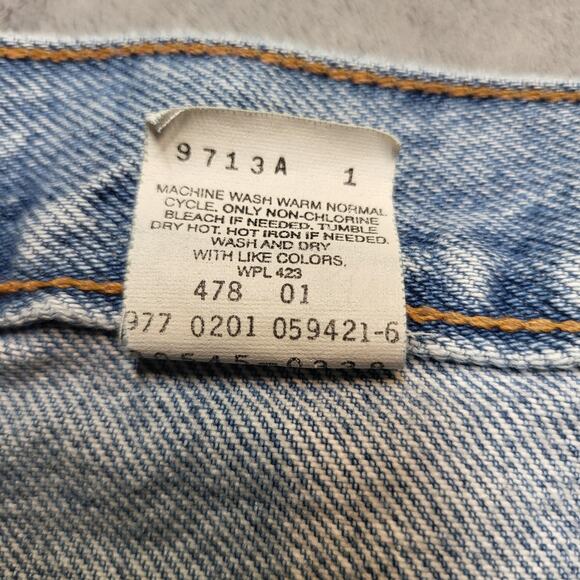 9713A 1
MACHINE WASH WARM NORMAL
CYCLE. ONLY NON-CHLORINE
BLEACH IF NEEDED. TUMBLE
DRY HOT. HOT IRON IF NEEDED.
WASH AND DRY
WITH LIKE COLORS.
WPL 423
478 01
977 0201 059421-6